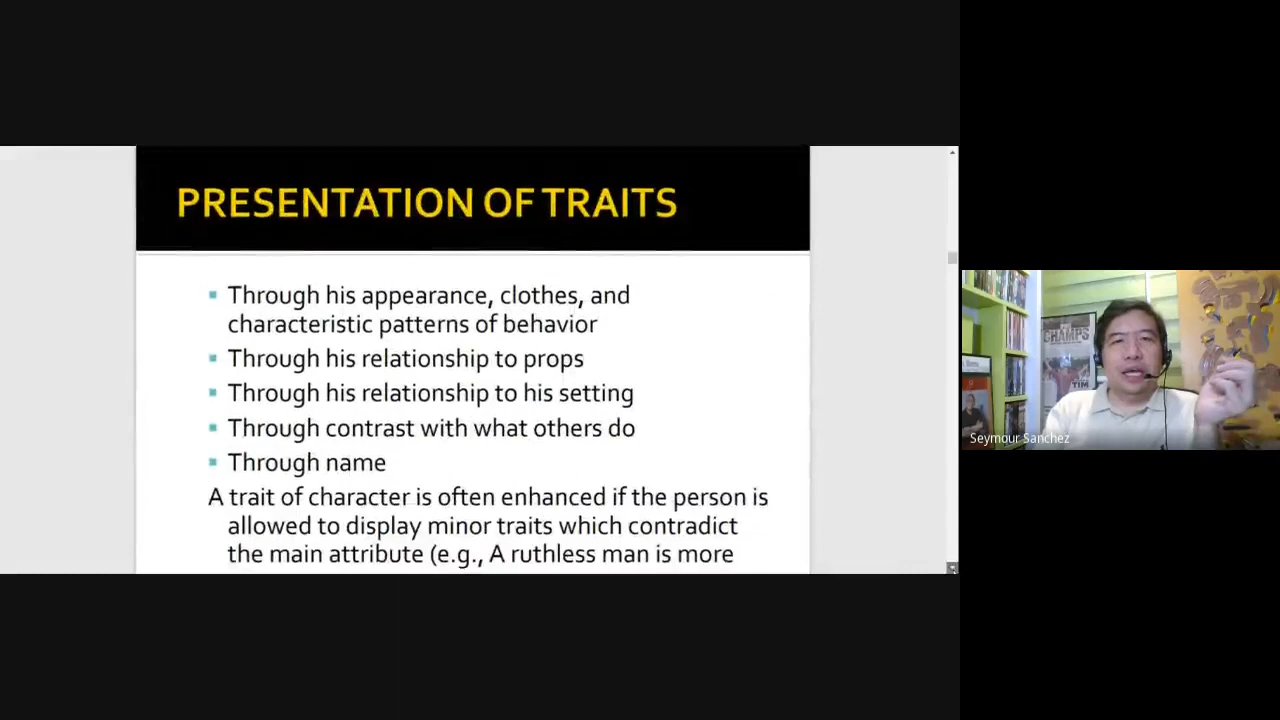 PRESENTATION OF TRAITS
▪ Through his appearance, clothes, and
characteristic patterns of behavior
▪ Through his relationship to props
▪ Through his relationship to his setting
▪ Through contrast with what others do
▪ Through name
A trait of character is often enhanced if the person is
allowed to display minor traits which contradict
the main attribute (e.g., A ruthless man is more
CHAMPS
TIM
Seymour Sanchez